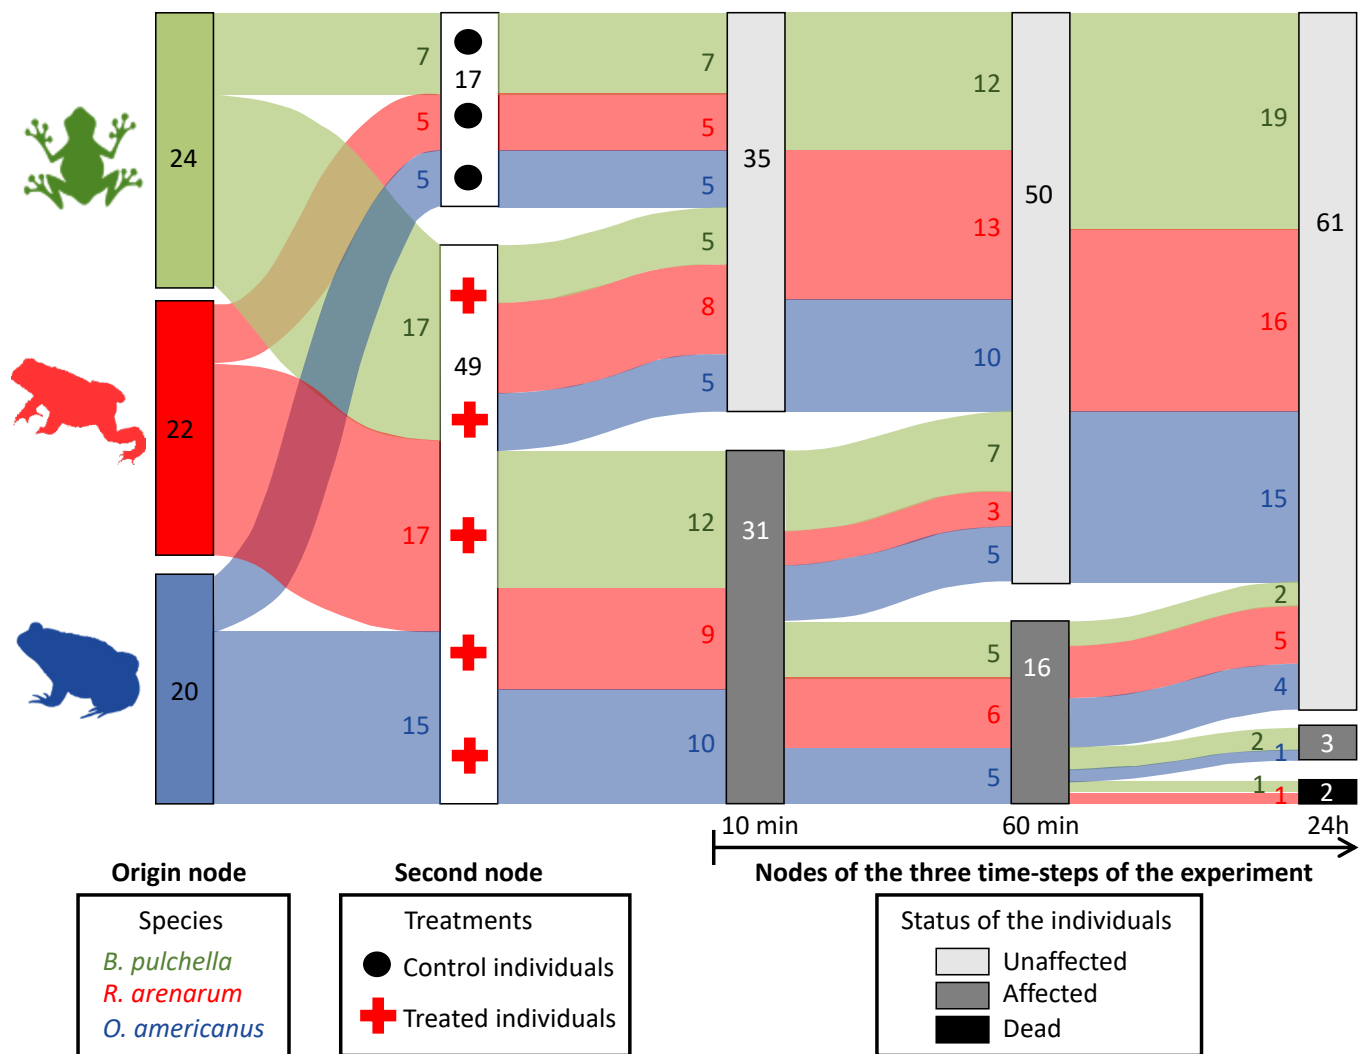 24
22
20
7
5
5
17
17
17
15
49
7
5
5
5
8
5
12
9
10
35
31
12
13
10
7
3
5
5
6
5
50
16
19
16
15
2
5
4
2
1
1
1
61
3
2
10 min
60 min
24h
Origin node
Second node
Nodes of the three time-steps of the experiment
Species
B. pulchella
R. arenarum
O. americanus
Treatments
Control individuals
Treated individuals
Status of the individuals
Unaffected
Affected
Dead